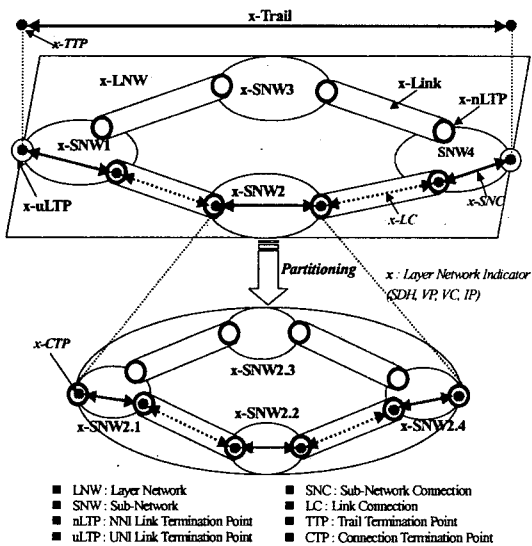 x-Trail
x-TTP
x-LNW
x-SNW3
x-Link
x-nLTP
x-SNW1
SNW4
x-uLTP
x-SNW2
x-SNC
x-LC
Partitioning
x : Layer Network Indicator
(SDH, VP, VC, IP)
x-CTP
x-SNW2.3
x-SNW2.2
x-SNW2.1
x-SNW2.4
LNW : Layer Network
SNW : Sub-Network
nLTP : NNI Link Termination Point
uLTP : UNI Link Termination Point
SNC : Sub-Network Connection
LC : Link Connection
TTP : Trail Termination Point
CTP : Connection Termination Point